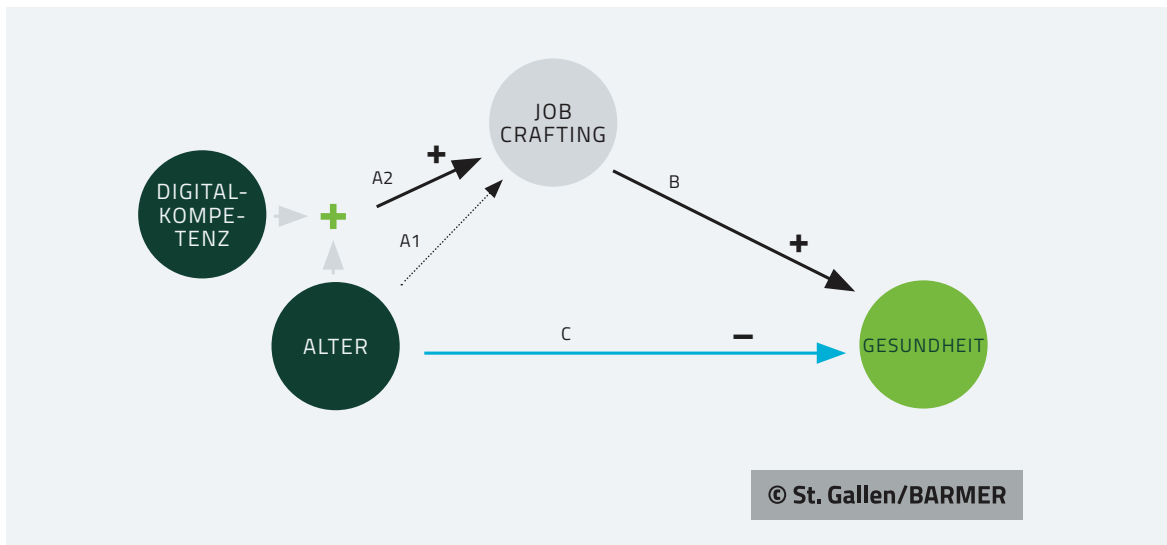 JOB
CRAFTING
+
A2
B
DIGITAL-
KOMPE-
TENZ
+
A1
+
ALTER
C
–
GESUNDHEIT
© St. Gallen/BARMER